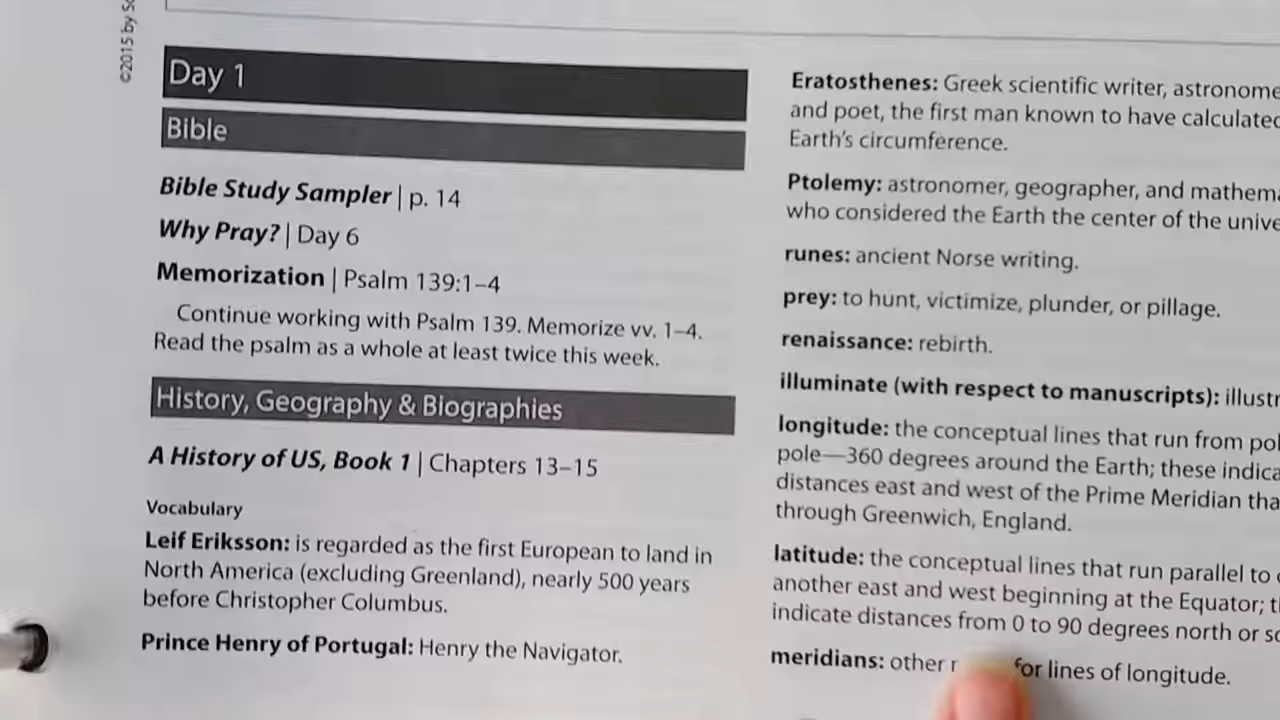 ©2015 by
Day 1
Bible
Bible Study Sampler | p. 14
Why Pray? | Day 6
Memorization | Psalm 139:1–4
Continue working with Psalm 139. Memorize vv. 1–4.
Read the psalm as a whole at least twice this week.
History, Geography & Biographies
A History of US, Book 1 | Chapters 13–15
Vocabulary
Leif Eriksson: is regarded as the first European to land in
North America (excluding Greenland), nearly 500 years
before Christopher Columbus.
Prince Henry of Portugal: Henry the Navigator.
Eratosthenes: Greek scientific writer,
and poet, the first man known to have calculated
Earth's circumference.
Ptolemy: astronomer, geographer, and
who considered the Earth the center of the
runes: ancient Norse writing.
prey: to hunt, victimize, plunder, or pillage.
renaissance: rebirth.
illuminate (with respect to manuscripts):
longitude: the conceptual lines that run from
pole—360 degrees around the Earth; these
distances east and west of the Prime Meridian
through Greenwich, England.
latitude: the conceptual lines that run parallel to
another east and west beginning at the Equator;
indicate distances from 0 to 90 degrees north or
meridians: other for lines of longitude.